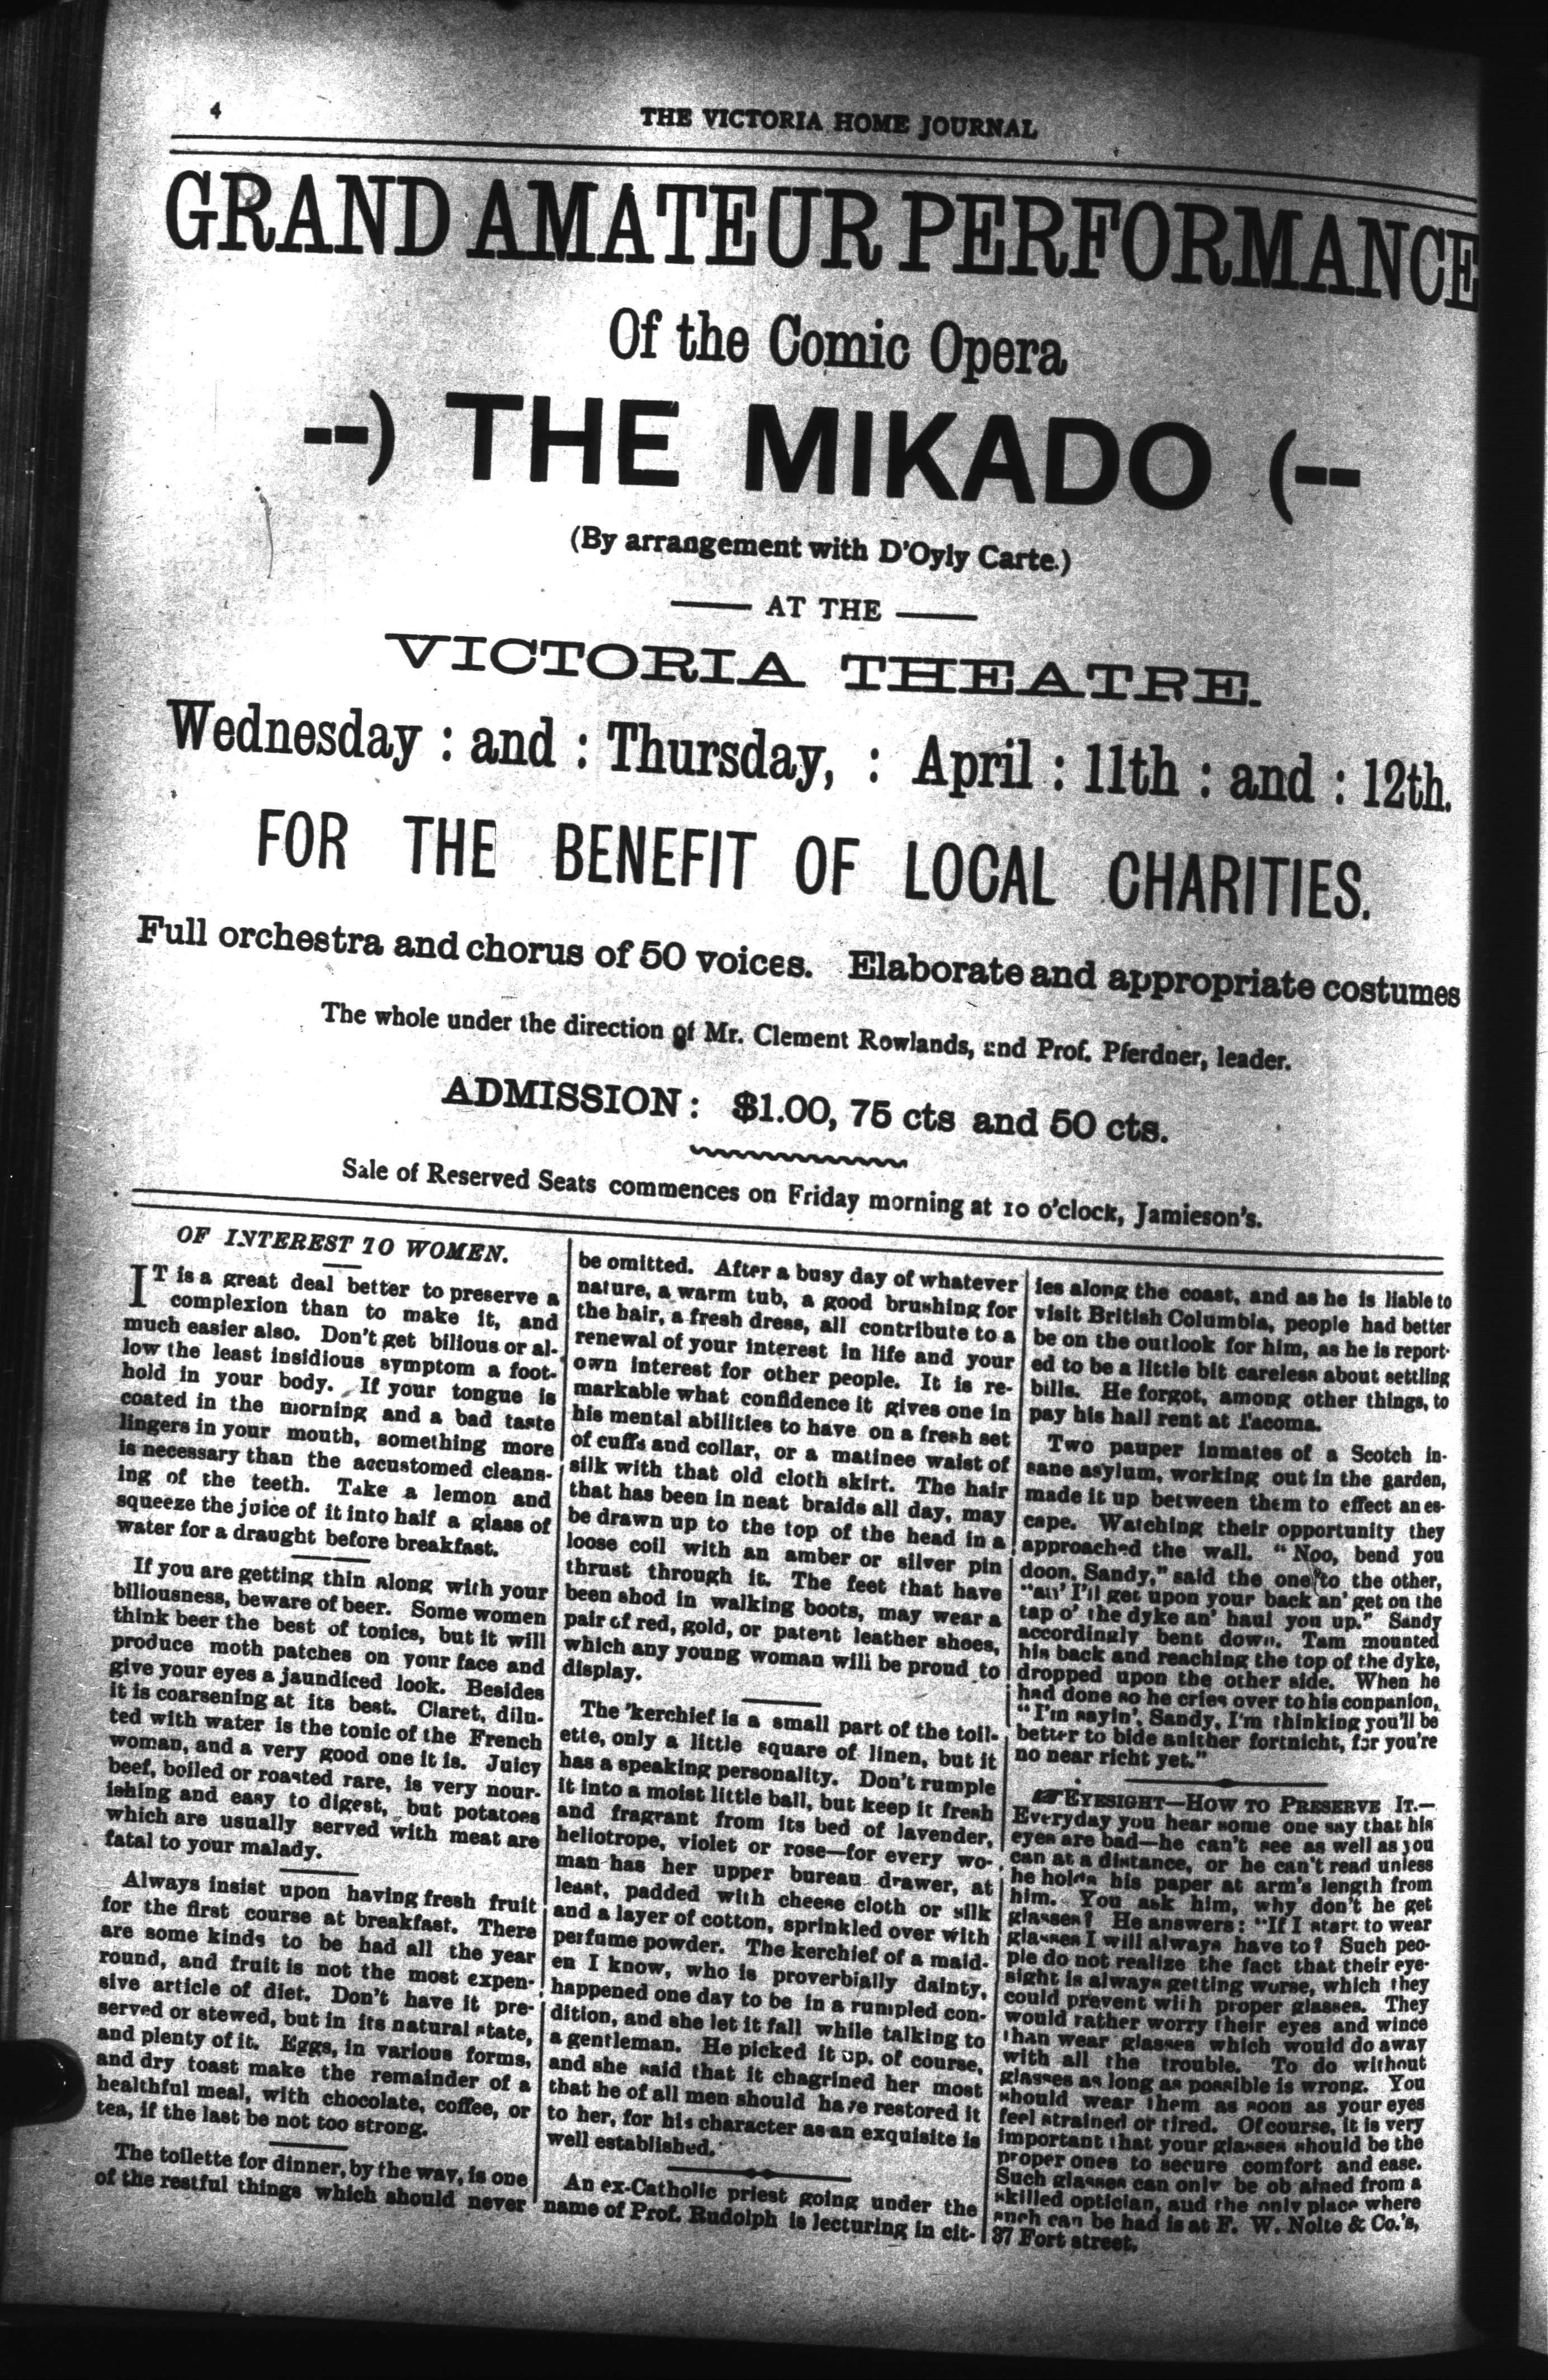 4
THE VICTORIA HOME JOURNAL
GRAND AMATEUR PERFORMANCE
Of the Comic Opera
--) THE MIKADO (--
(By arrangement with D'Oyly Carte.)
—— AT THE ——
VICTORIA THEATRE.
Wednesday : and : Thursday, : April : 11th : and : 12th.
FOR THE BENEFIT OF LOCAL CHARITIES.
Full orchestra and chorus of 50 voices. Elaborate and appropriate costumes
The whole under the direction of Mr. Clement Rowlands, and Prof. Pferdner, leader.
ADMISSION: $1.00, 75 cts and 50 cts.
Sale of Reserved Seats commences on Friday morning at 10 o'clock, Jamieson's.
OF INTEREST TO WOMEN.
IT is a great deal better to preserve a
complexion than to make it, and
much easier also. Don't get bilious or al-
low the least insidious symptom a foot-
hold in your body. If your tongue is
coated in the morning and a bad taste
lingers in your mouth, something more
is necessary than the accustomed cleans-
ing of the teeth. Take a lemon and
squeeze the juice of it into half a glass of
water for a draught before breakfast.
If you are getting thin along with your
biliousness, beware of beer. Some women
think beer the best of tonics, but it will
produce moth patches on your face and
give your eyes a jaundiced look. Besides
it is coarsening at its best. Claret, dilu-
ted with water is the tonic of the French
woman, and a very good one it is. Juicy
beef, boiled or roasted rare, is very nour-
ishing and easy to digest, but potatoes
which are usually served with meat are
fatal to your malady.
Always insist upon having fresh fruit
for the first course at breakfast. There
are some kinds to be had all the year
round, and fruit is not the most expen-
sive article of diet. Don't have it pre-
served or stewed, but in its natural state,
and plenty of it. Eggs, in various forms,
and dry toast make the remainder of a
healthful meal, with chocolate, coffee, or
tea, if the last be not too strong.
The toilette for dinner, by the way, is one
of the restful things which should never
be omitted. After a busy day of whatever
nature, a warm tub, a good brushing for
the hair, a fresh dress, all contribute to a
renewal of your interest in life and your
own interest for other people. It is re-
markable what confidence it gives one in
his mental abilities to have on a fresh set
of cuffs and collar, or a matinee waist of
silk with that old cloth skirt. The hair
that has been in neat braids all day, may
be drawn up to the top of the head in a
loose coil with an amber or silver pin
thrust through it. The feet that have
been shod in walking boots, may wear a
pair of red, gold, or patent leather shoes,
which any young woman will be proud to
display.
The 'kerchief is a small part of the toil-
ette, only a little square of linen, but it
has a speaking personality. Don't rumple
it into a moist little ball, but keep it fresh
and fragrant from its bed of lavender,
heliotrope, violet or rose—for every wo-
man has her upper bureau drawer, at
least, padded with cheese cloth or silk
and a layer of cotton, sprinkled over with
perfume powder. The kerchief of a maid-
en I know, who is proverbially dainty,
happened one day to be in a rumpled con-
dition, and she let it fall while talking to
a gentleman. He picked it up, of course,
and she said that it chagrined her most
that he of all men should have restored it
to her, for his character as an exquisite is
well established.
An ex-Catholic priest going under the
name of Prof. Rudolph is lecturing in cit-
ies along the coast, and as he is liable to
visit British Columbia, people had better
be on the outlook for him, as he is report-
ed to be a little bit careless about settling
bills. He forgot, among other things, to
pay his hall rent at Tacoma.
Two pauper inmates of a Scotch in-
sane asylum, working out in the garden,
made it up between them to effect an es-
cape. Watching their opportunity they
approached the wall. "Noo, bend you
doon, Sandy," said the one to the other,
"an' I'll get upon your back an' get on the
tap o' the dyke an' haul you up." Sandy
accordingly bent down. Tam mounted
his back and reaching the top of the dyke,
dropped upon the other side. When he
had done so he cries over to his conpanion,
"I'm sayin', Sandy, I'm thinking you'll be
better to bide anither fortnicht, for you're
no near richt yet."
☞EYESIGHT—HOW TO PRESERVE IT.—
Everyday you hear some one say that his
eyes are bad—he can't see as well as you
can at a distance, or he can't read unless
he holds his paper at arm's length from
him. You ask him, why don't he get
glasses? He answers: "If I start to wear
glasses I will always have to? Such peo-
ple do not realize the fact that their eye-
sight is always getting worse, which they
could prevent with proper glasses. They
would rather worry their eyes and wince
than wear glasses which would do away
with all the trouble. To do without
glasses as long as possible is wrong. You
should wear them as soon as your eyes
feel strained or tired. Of course, it is very
important that your glasses should be the
proper ones to secure comfort and ease.
Such glasses can only be obtained from a
skilled optician, and the only place where
such can be had is at F. W. Nolte & Co.'s,
37 Fort street.